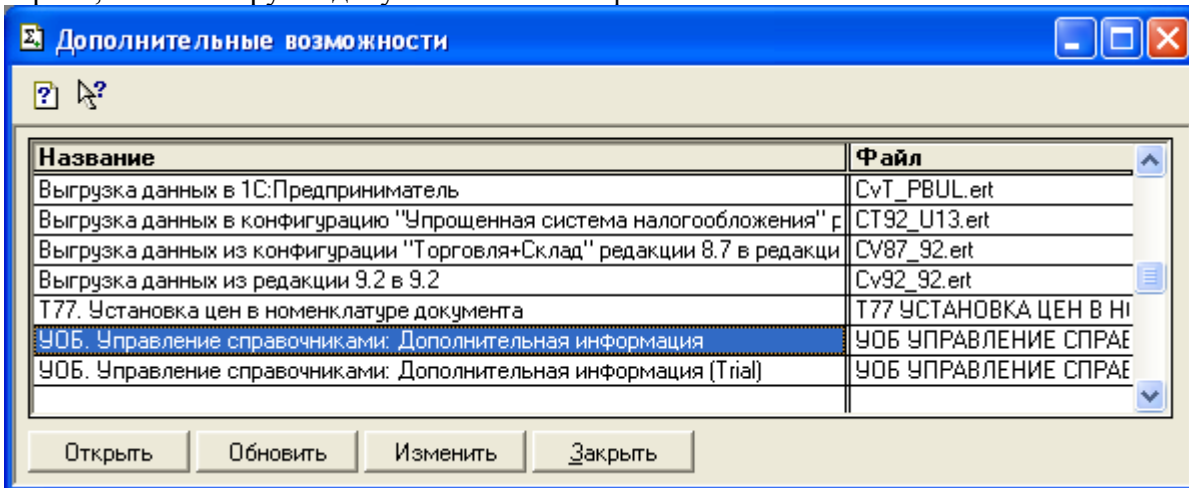 Дополнительные возможности
Название Файл
Выгрузка данных в 1С:Предприниматель CvT_PBUL.ert
Выгрузка данных в конфигурацию "Упрощенная система налогообложения" р CT92_U13.ert
Выгрузка данных из конфигурации "Торговля+Склад" редакции 8.7 в редакци CV87_92.ert
Выгрузка данных из редакции 9.2 в 9.2 Cv92_92.ert
Т77. Установка цен в номенклатуре документа Т77 УСТАНОВКА ЦЕН В
УОБ. Управление справочниками: Дополнительная информация УОБ УПРАВЛЕНИЕ СПРАВ
УОБ. Управление справочниками: Дополнительная информация (Trial) УОБ УПРАВЛЕНИЕ СПРАВ
Открыть Обновить Изменить Закрыть